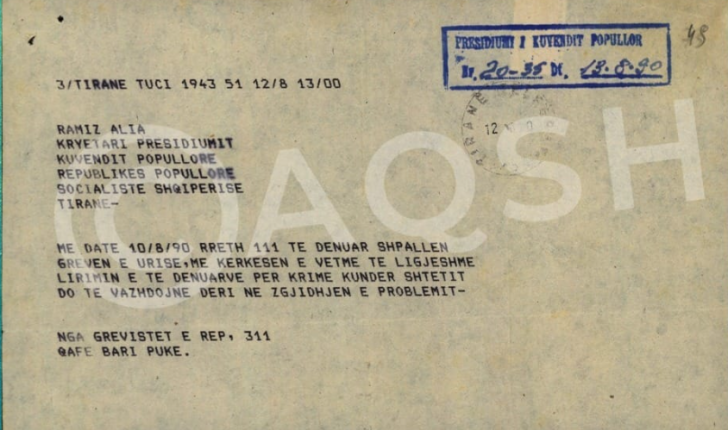 PRESIDIUMI I KUVENDIT POPULLOR
Nr. 20-35 Dt. 13-8-90
3/TIRANE TUCI 1943 51 12/8 13/00
RAMIZ ALIA
KRYETARI PRESIDIUMIT
KUVENDIT POPULLORE
REPUBLIKES POPULLORE
SOCIALISTE SHQIPERISE
TIRANE-
ME DATE 10/8/90 RRETH 111 TE DENUAR SHPALLEN
GREVEN E URISE,ME KERKESEN E VETME TE LIGJESHME
LIRIMIN E TE DENUARVE PER KRIME KUNDER SHTETIT
DO TE VAZHDOJNE DERI NE ZGJIDHJEN E PROBLEMIT-
NGA GREVISTET E REP, 311
QAFE BARI PUKE.
©AQSH